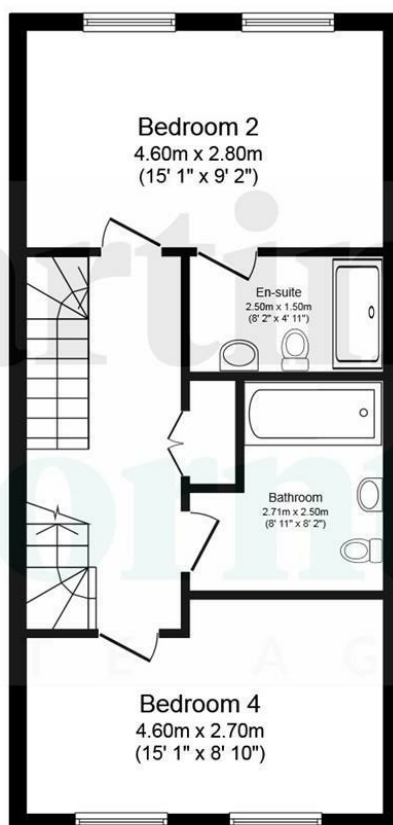 Bedroom 2
4.60m x 2.80m
(15' 1" x 9' 2")
En-suite
2.50m x 1.50m
(8' 2" x 4' 11")
Bathroom
2.71m x 2.50m
(8' 11" x 8' 2")
Bedroom 4
4.60m x 2.70m
(15' 1" x 8' 10")